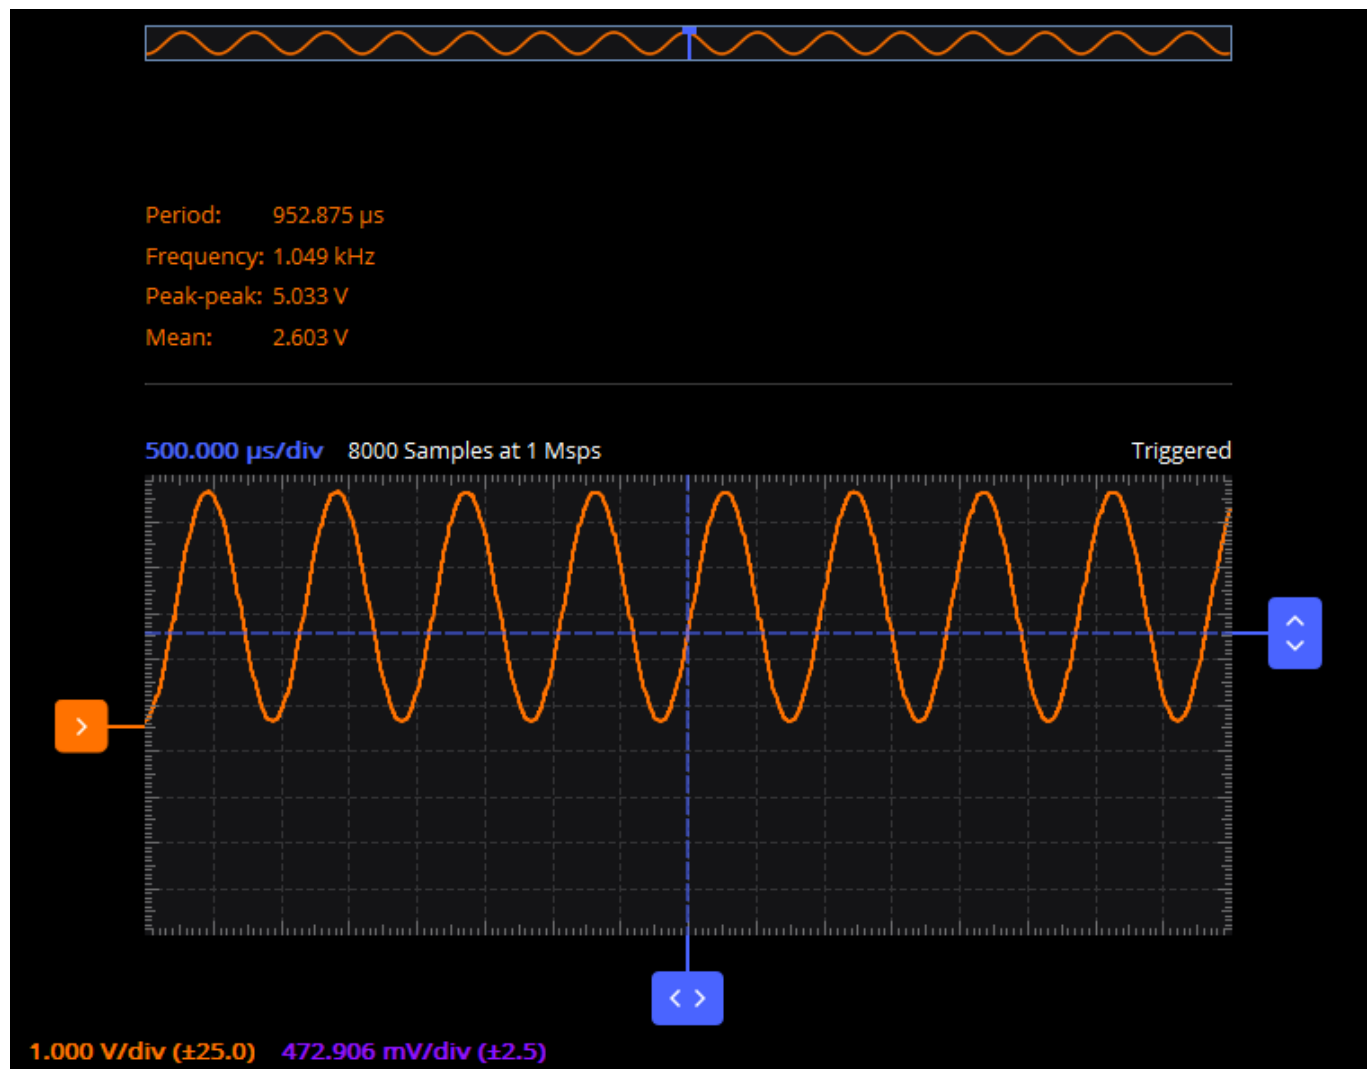 Period: 952.875 µs
Frequency: 1.049 kHz
Peak-peak: 5.033 V
Mean: 2.603 V
500.000 µs/div 8000 Samples at 1 Msps Triggered
1.000 V/div (±25.0) 472.906 mV/div (±2.5)